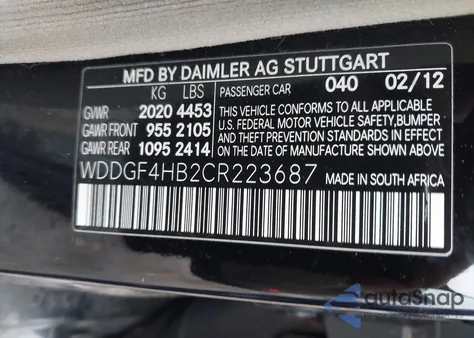 MFD BY DAIMLER AG STUTTGART
KG LBS PASSENGER CAR 040 02/12
GVWR 2020 4453 THIS VEHICLE CONFORMS TO ALL APPLICABLE
GAWR FRONT 955 2105 U.S. FEDERAL MOTOR VEHICLE SAFETY, BUMPER
GAWR REAR 1095 2414 AND THEFT PREVENTION STANDARDS IN EFFECT
ON THE DATE OF MANUFACTURE SHOWN ABOVE.
WDDGF4HB2CR223687 MADE IN SOUTH AFRICA
autoSnap